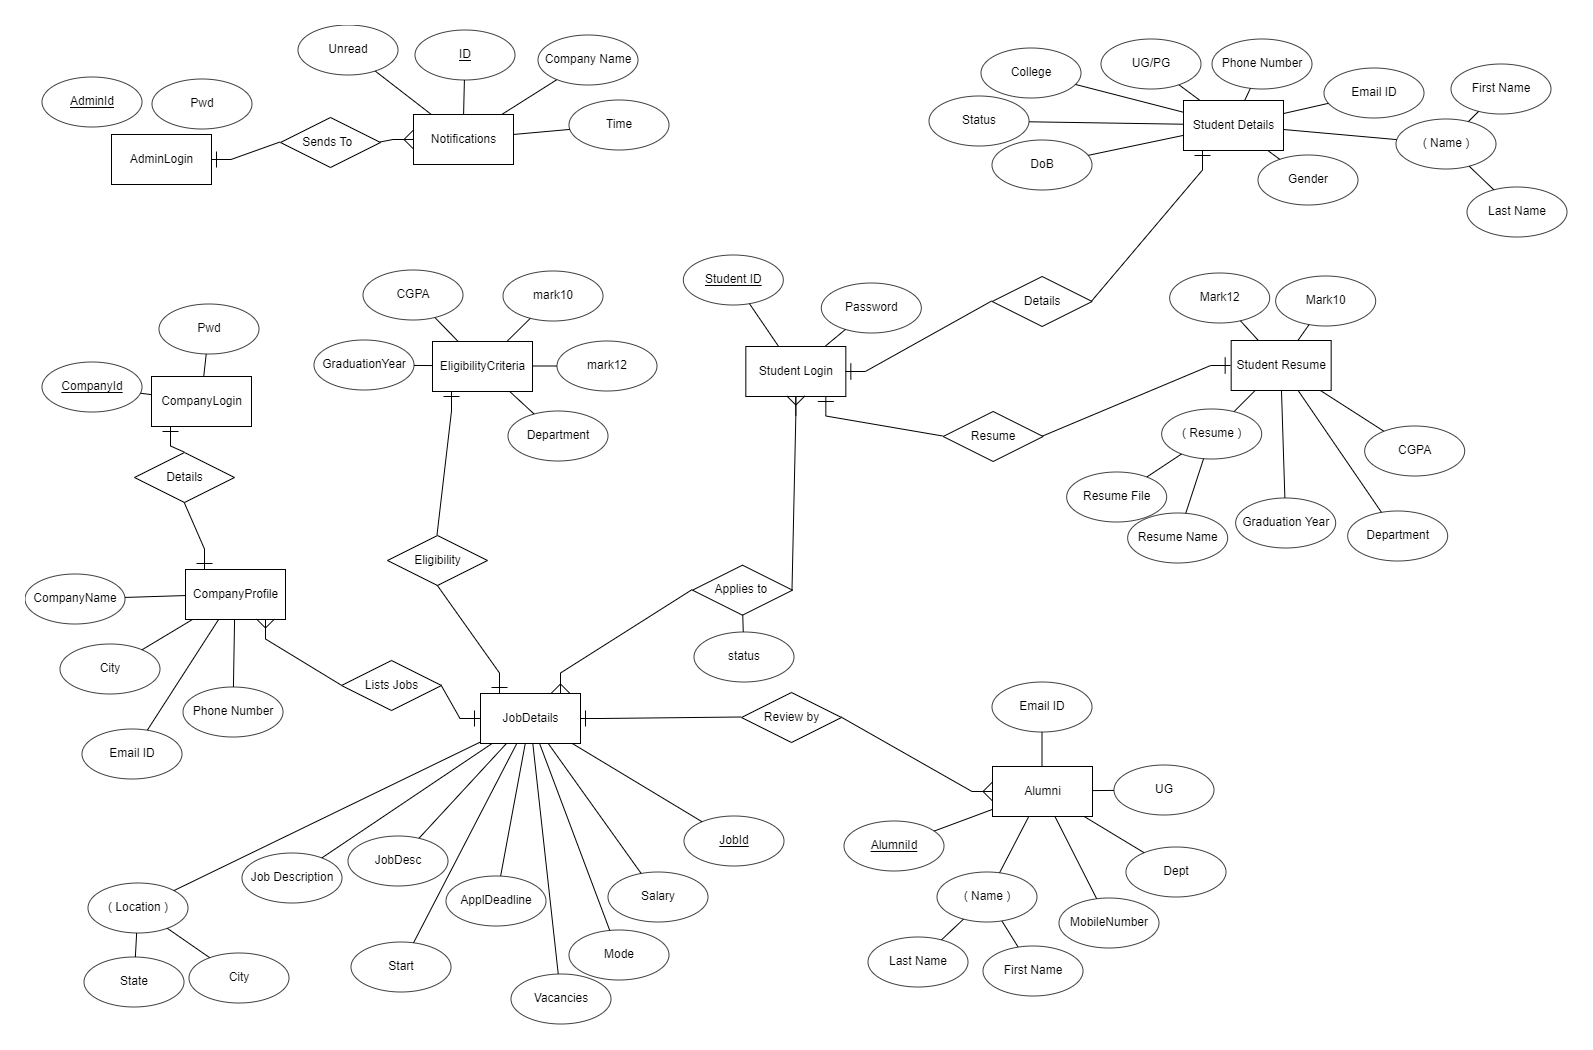 Unread
ID
Company Name
AdminId
Pwd
Time
Sends To
Notifications
AdminLogin
College
UG/PG
Phone Number
Email ID
First Name
Status
Student Details
( Name )
DoB
Gender
Last Name
Student ID
Password
Details
Student Login
Mark12
Mark10
Student Resume
( Resume )
CGPA
Resume
Resume File
Resume Name
Graduation Year
Department
Pwd
CompanyId
CompanyLogin
Details
CGPA
mark10
GraduationYear
EligibilityCriteria
mark12
Department
Eligibility
CompanyName
CompanyProfile
City
Phone Number
Email ID
Lists Jobs
Applies to
status
JobDetails
Review by
Email ID
Alumni
UG
AlumniId
Dept
( Name )
MobileNumber
Last Name
First Name
JobId
Job Description
JobDesc
Salary
ApplDeadline
( Location )
Mode
Start
State
City
Vacancies